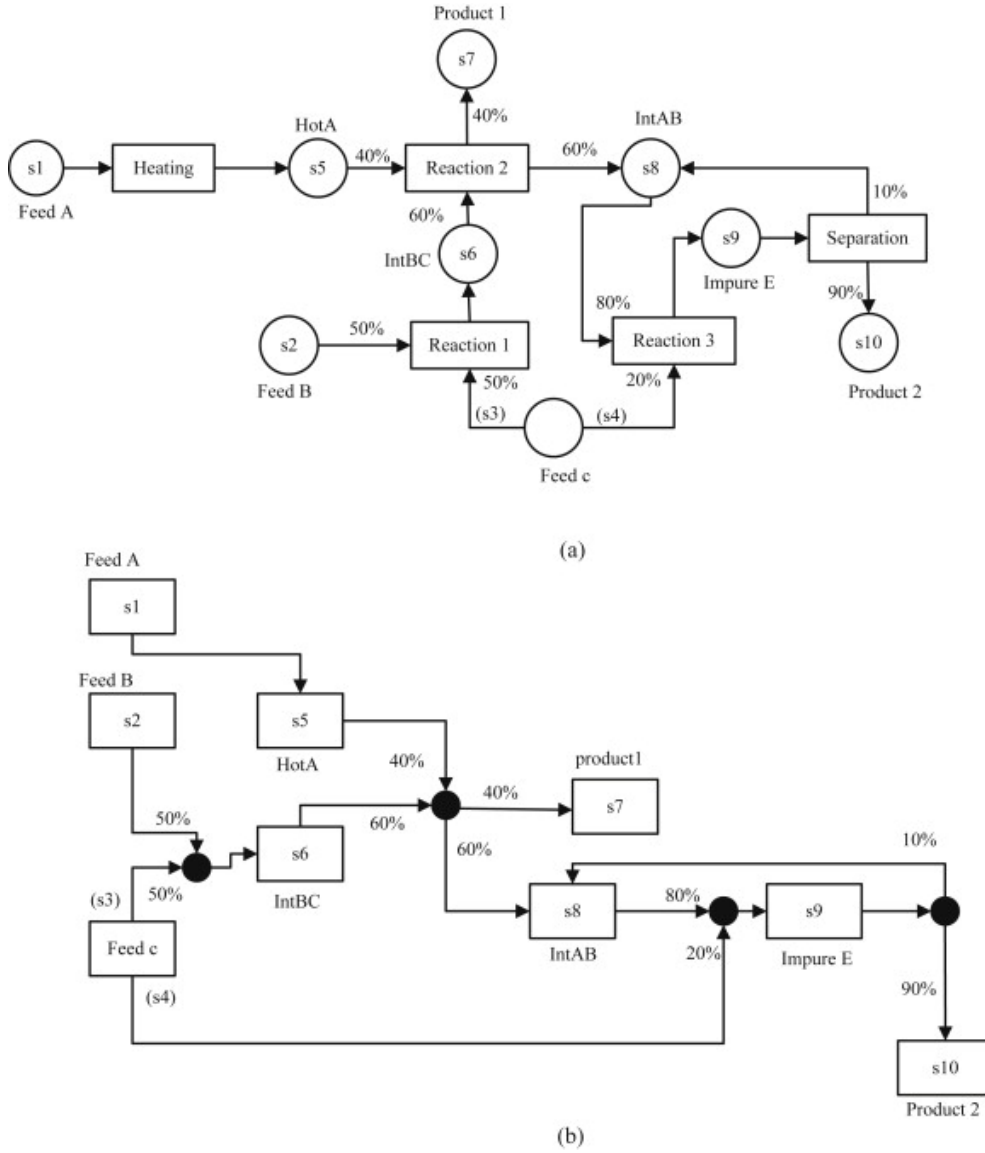 Product 1
s7
40%
HotA
IntAB
s1
Heating
s5
40%
Reaction 2
60%
s8
10%
Feed A
60%
s6
s9
Separation
IntBC
Impure E
90%
50%
80%
s2
Reaction 1
Reaction 3
s10
Feed B
50%
20%
Product 2
(s3)
(s4)
Feed c
(a)
Feed A
s1
Feed B
s2
s5
HotA
40%
product1
40%
s7
50%
60%
s6
60%
10%
50%
IntBC
(s3)
s8
80%
s9
Feed c
IntAB
20%
Impure E
(s4)
90%
s10
Product 2
(b)